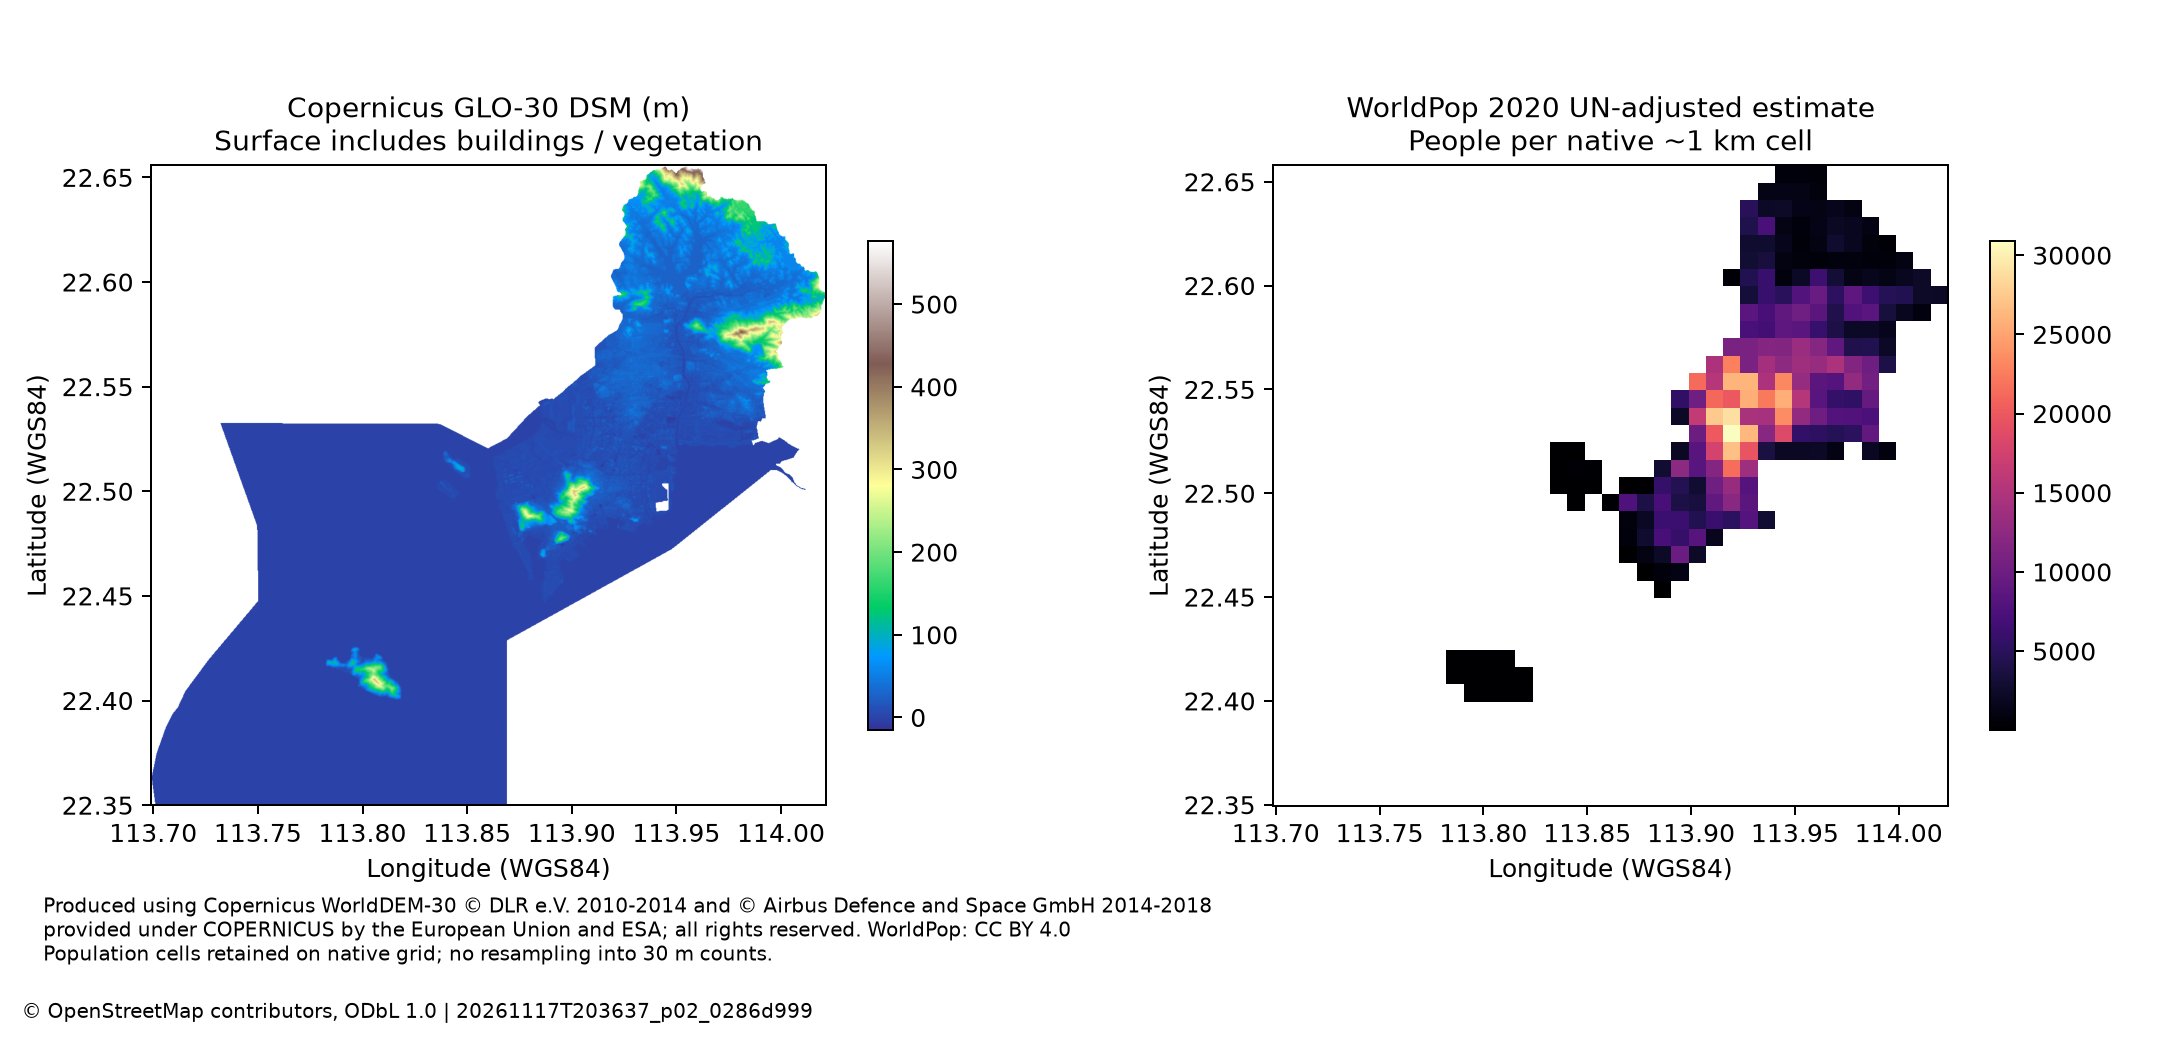 Copernicus GLO-30 DSM (m)
Surface includes buildings / vegetation
22.65
22.60
22.55
22.50
22.45
22.40
22.35
Latitude (WGS84)
113.70 113.75 113.80 113.85 113.90 113.95 114.00
Longitude (WGS84)
500
400
300
200
100
0
WorldPop 2020 UN-adjusted estimate
People per native ~1 km cell
22.65
22.60
22.55
22.50
22.45
22.40
22.35
Latitude (WGS84)
113.70 113.75 113.80 113.85 113.90 113.95 114.00
Longitude (WGS84)
30000
25000
20000
15000
10000
5000
Produced using Copernicus WorldDEM-30 © DLR e.V. 2010-2014 and © Airbus Defence and Space GmbH 2014-2018
provided under COPERNICUS by the European Union and ESA; all rights reserved. WorldPop: CC BY 4.0
Population cells retained on native grid; no resampling into 30 m counts.
© OpenStreetMap contributors, ODbL 1.0 | 20261117T203637_p02_0286d999